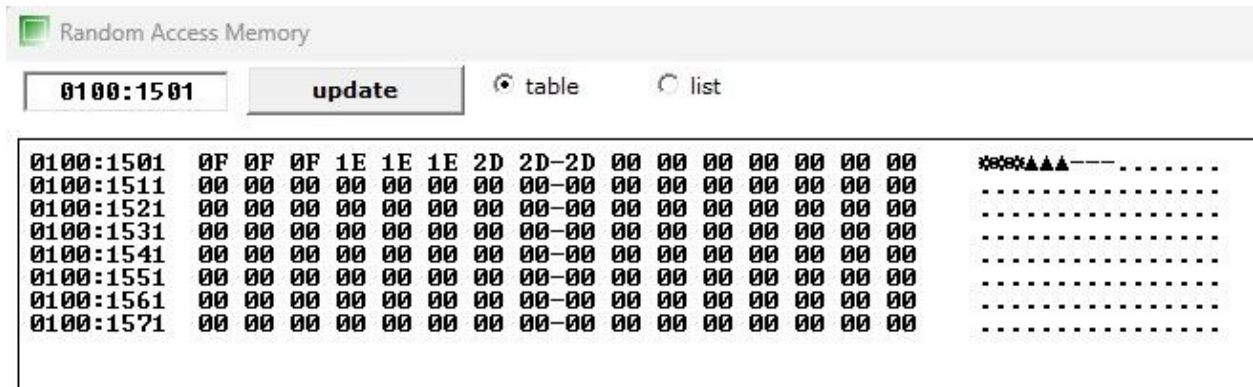 Random Access Memory
0100:1501 update table list
0100:1501 0F 0F 0F 1E 1E 1E 2D 2D-2D 00 00 00 00 00 00 00 ☼☼☼▲▲▲---.......
0100:1511 00 00 00 00 00 00 00 00-00 00 00 00 00 00 00 00 ................
0100:1521 00 00 00 00 00 00 00 00-00 00 00 00 00 00 00 00 ................
0100:1531 00 00 00 00 00 00 00 00-00 00 00 00 00 00 00 00 ................
0100:1541 00 00 00 00 00 00 00 00-00 00 00 00 00 00 00 00 ................
0100:1551 00 00 00 00 00 00 00 00-00 00 00 00 00 00 00 00 ................
0100:1561 00 00 00 00 00 00 00 00-00 00 00 00 00 00 00 00 ................
0100:1571 00 00 00 00 00 00 00 00-00 00 00 00 00 00 00 00 ................